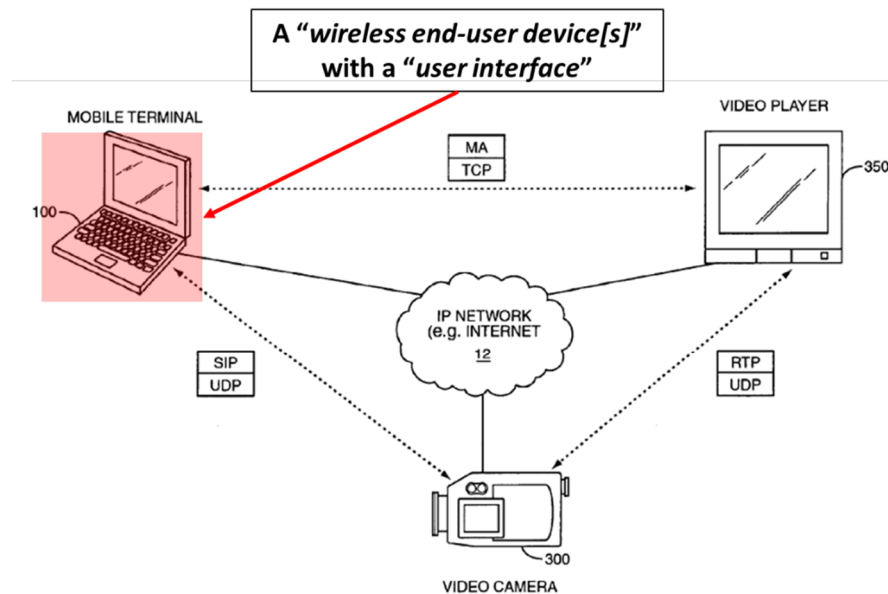 A “wireless end-user device[s]”
with a “user interface”
MOBILE TERMINAL
VIDEO PLAYER
MA
TCP
100
350
IP NETWORK
(e.g. INTERNET
12
SIP
UDP
RTP
UDP
300
VIDEO CAMERA